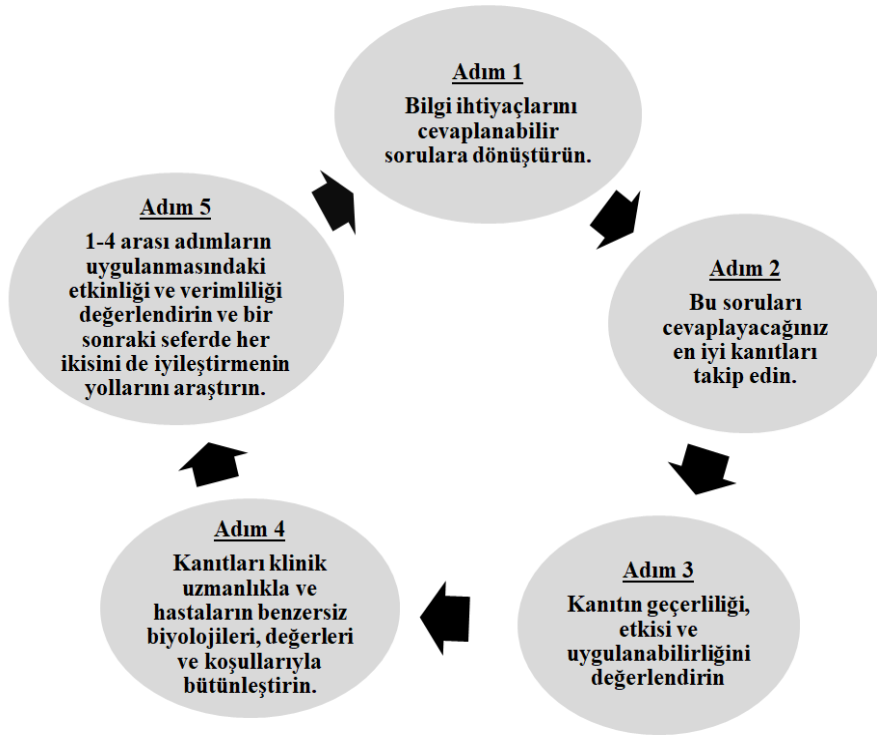 Adım 1
Bilgi ihtiyaçlarını
cevaplanabilir
sorulara dönüştürün.
Adım 2
Bu soruları
cevaplayacağınız
en iyi kanıtları
takip edin.
Adım 3
Kanıtın geçerliliği,
etkisi ve
uygulanabilirliğini
değerlendirin
Adım 4
Kanıtları klinik
uzmanlıkla ve
hastaların benzersiz
biyolojileri, değerleri
ve koşullarıyla
bütünleştirin.
Adım 5
1-4 arası adımların
uygulanmasındaki
etkinliği ve verimliliği
değerlendirin ve bir
sonraki seferde her
ikisini de iyileştirmenin
yollarını araştırın.